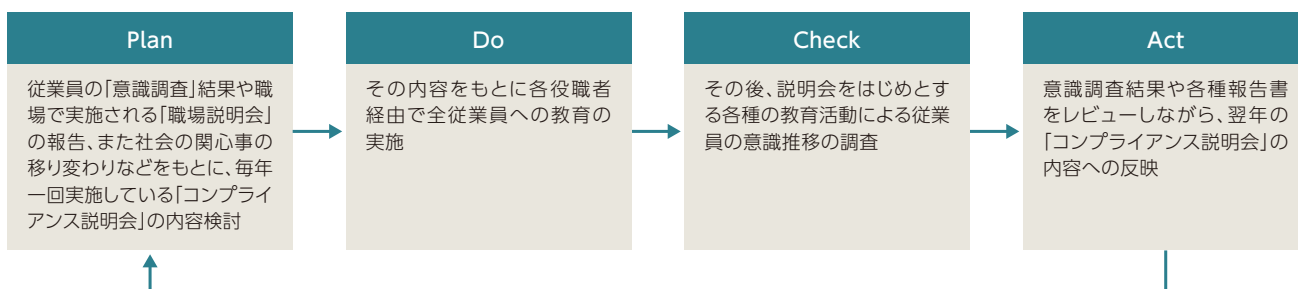 Plan
従業員の「意識調査」結果や職
場で実施される「職場説明会」
の報告、また社会の関心事の
移り変わりなどをもとに、毎年
一回実施している「コンプライ
アンス説明会」の内容検討
Do
その内容をもとに各役職者
経由で全従業員への教育の
実施
Check
その後、説明会をはじめとす
る各種の教育活動による従業
員の意識推移の調査
Act
意識調査結果や各種報告書
をレビューしながら、翌年の
「コンプライアンス説明会」の
内容への反映